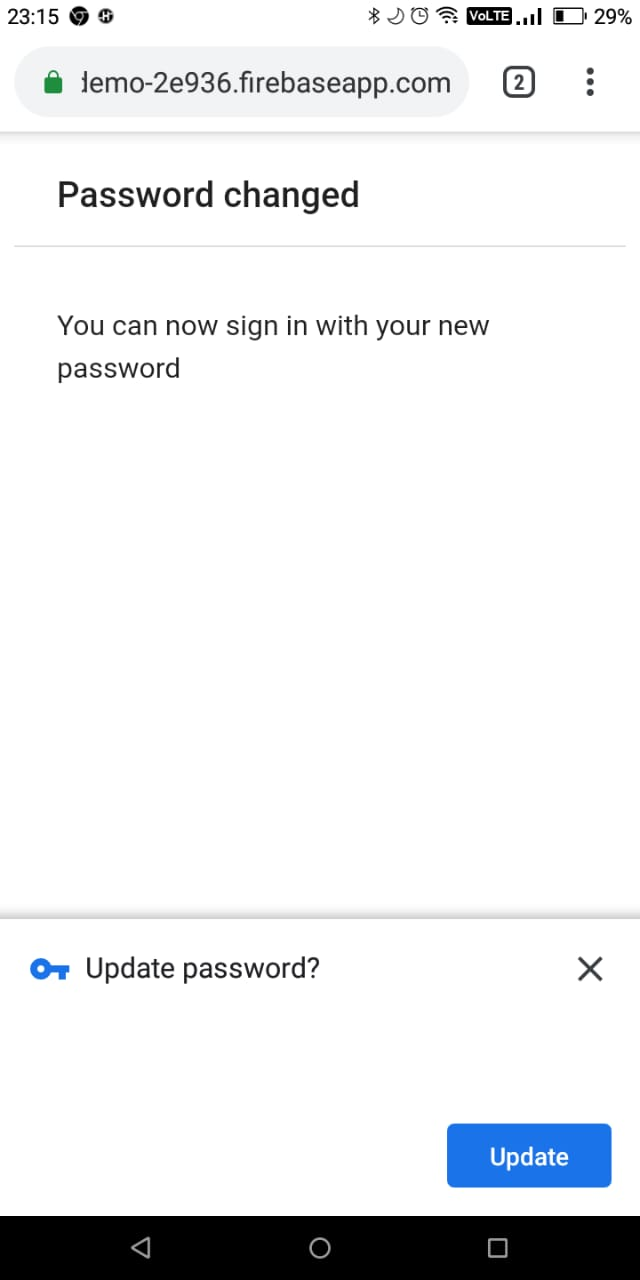 23:15 VoLTE 29%
demo-2e936.firebaseapp.com 2
Password changed
You can now sign in with your new
password
Update password?
Update